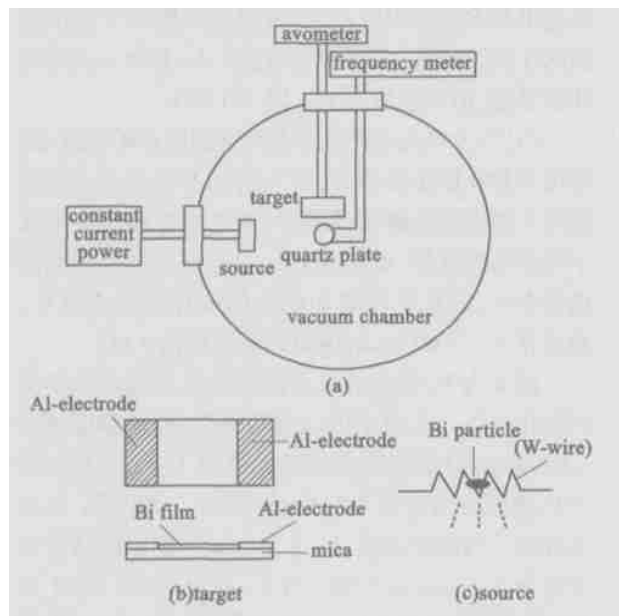 avometer
frequency meter
target
constant
current
power
source
quartz plate
vacuum chamber
(a)
Al-electrode
Al-electrode
Bi film
Al-electrode
mica
(b)target
Bi particle
(W-wire)
(c)source